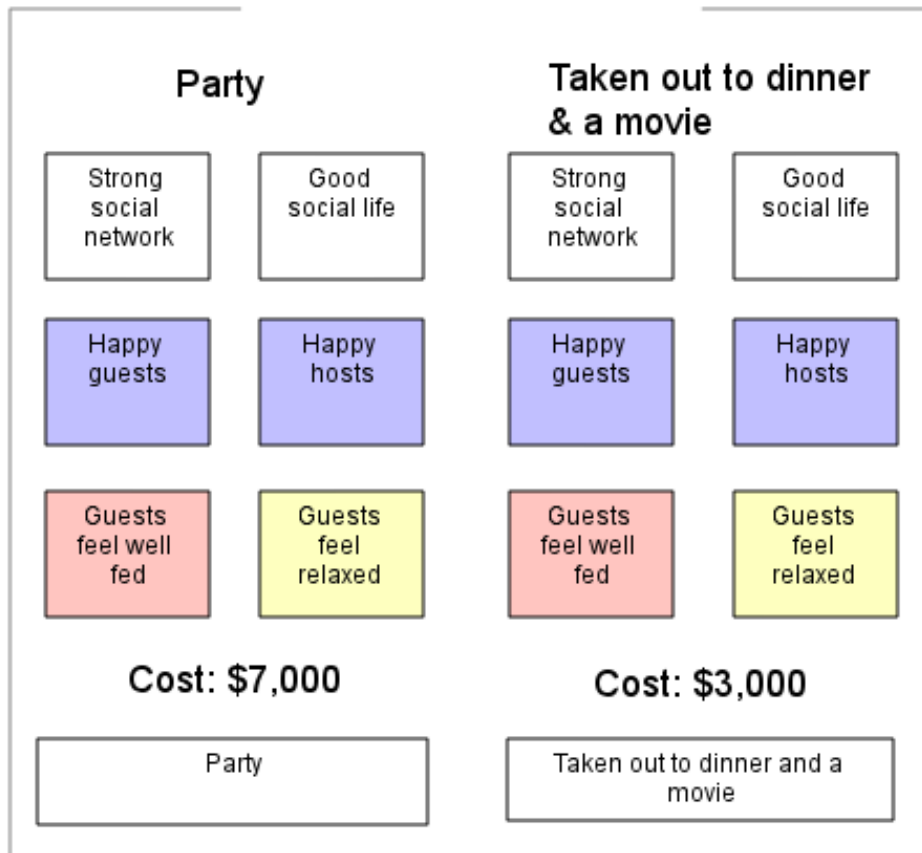 Party
Taken out to dinner
& a movie
Strong
social
network
Good
social life
Strong
social
network
Good
social life
Happy
guests
Happy
hosts
Happy
guests
Happy
hosts
Guests
feel well
fed
Guests
feel
relaxed
Guests
feel well
fed
Guests
feel
relaxed
Cost: $7,000
Cost: $3,000
Party
Taken out to dinner and a
movie